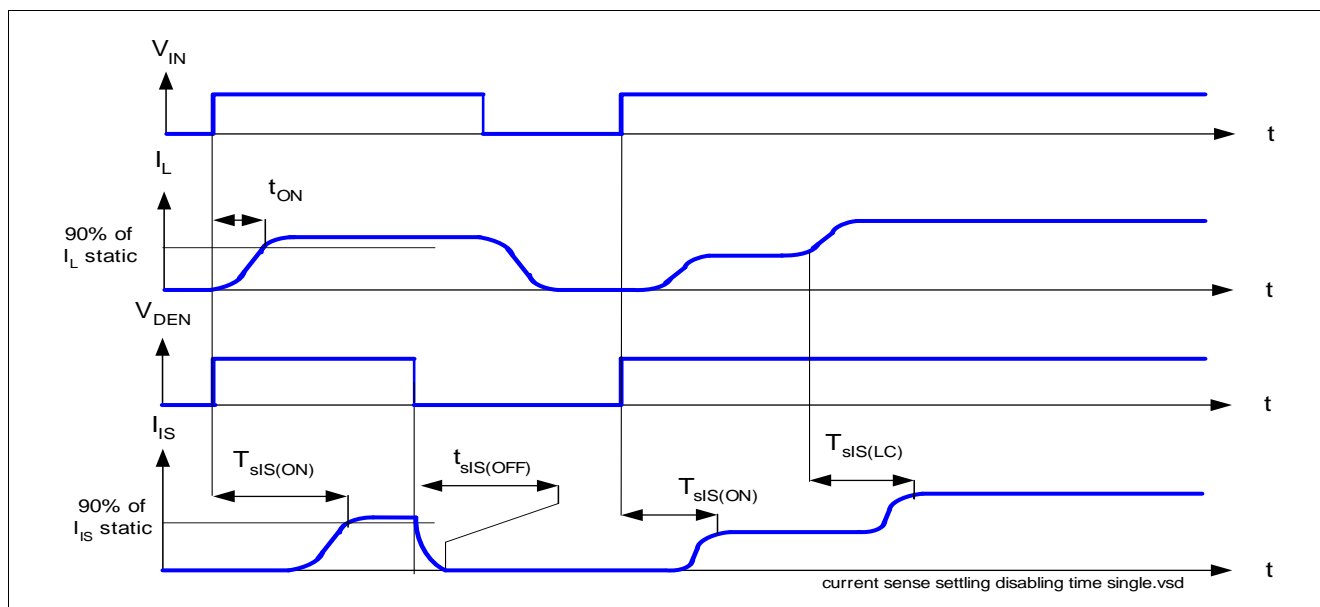 V_IN
t
I_L
t_ON
90% of
I_L static
t
V_DEN
t
I_IS
T_sIS(ON)
t_sIS(OFF)
T_sIS(LC)
T_sIS(ON)
90% of
I_IS static
t
current sense settling disabling time single.vsd